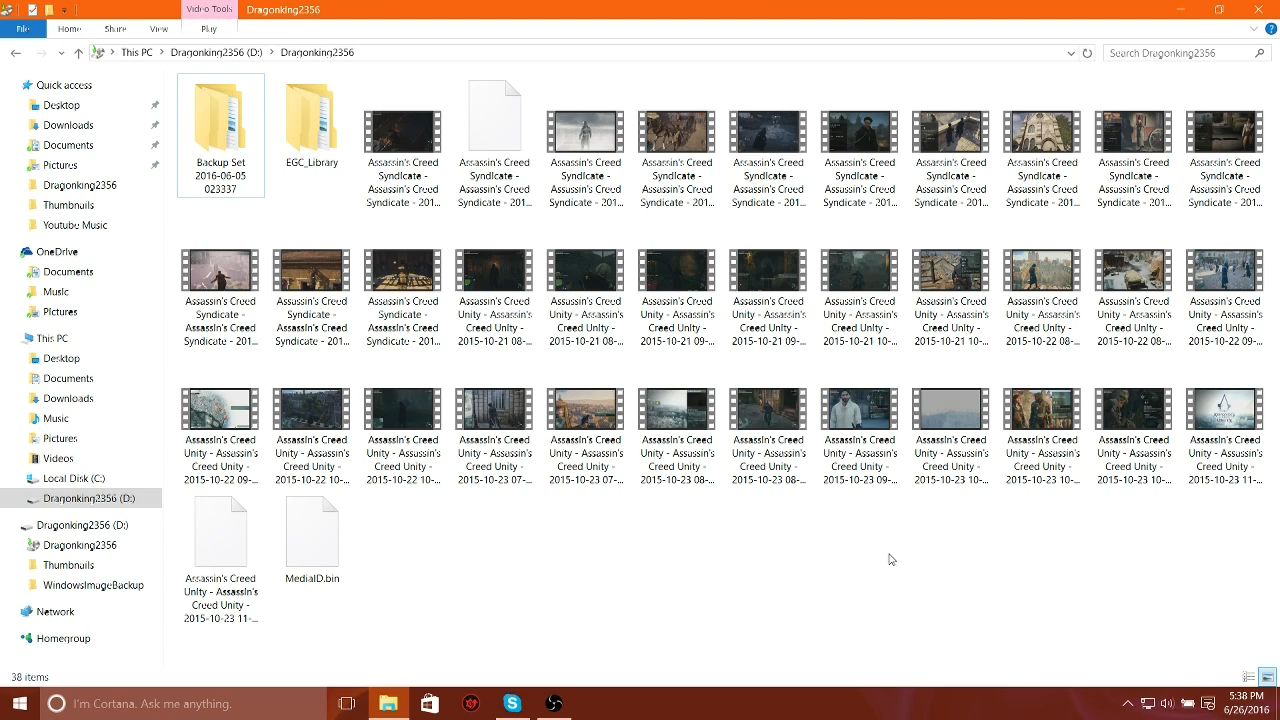 Video Tools
Dragonking2356
File
Home
Share
View
Play
This PC
Dragonking2356 (D:)
Dragonking2356
Search Dragonking2356
Quick access
Desktop
Downloads
Documents
Pictures
Dragonking2356
Thumbnails
Youtube Music
OneDrive
Documents
Music
Pictures
This PC
Desktop
Documents
Downloads
Music
Pictures
Videos
Local Disk (C:)
Dragonking2356 (D:)
Dragonking2356 (D:)
Dragonking2356
Thumbnails
WindowsImageBackup
Network
Homegroup
Backup Set
2016-06-05
023337
EGC_Library
Assassin's Creed
Syndicate -
Assassin's Creed
Syndicate - 201...
Assassin's Creed
Syndicate -
Assassin's Creed
Syndicate - 201...
Assassin's Creed
Syndicate -
Assassin's Creed
Syndicate - 201...
Assassin's Creed
Syndicate -
Assassin's Creed
Syndicate - 201...
Assassin's Creed
Syndicate -
Assassin's Creed
Syndicate - 201...
Assassin's Creed
Syndicate -
Assassin's Creed
Syndicate - 201...
Assassin's Creed
Syndicate -
Assassin's Creed
Syndicate - 201...
Assassin's Creed
Syndicate -
Assassin's Creed
Syndicate - 201...
Assassin's Creed
Syndicate -
Assassin's Creed
Syndicate - 201...
Assassin's Creed
Syndicate -
Assassin's Creed
Syndicate - 201...
Assassin's Creed
Syndicate -
Assassin's Creed
Syndicate - 201...
Assassin's Creed
Syndicate -
Assassin's Creed
Syndicate - 201...
Assassin's Creed
Syndicate -
Assassin's Creed
Syndicate - 201...
Assassin's Creed
Unity - Assassin's
Creed Unity -
2015-10-21 08-...
Assassin's Creed
Unity - Assassin's
Creed Unity -
2015-10-21 08-...
Assassin's Creed
Unity - Assassin's
Creed Unity -
2015-10-21 09-...
Assassin's Creed
Unity - Assassin's
Creed Unity -
2015-10-21 09-...
Assassin's Creed
Unity - Assassin's
Creed Unity -
2015-10-21 10-...
Assassin's Creed
Unity - Assassin's
Creed Unity -
2015-10-22 08-...
Assassin's Creed
Unity - Assassin's
Creed Unity -
2015-10-22 08-...
Assassin's Creed
Unity - Assassin's
Creed Unity -
2015-10-22 08-...
Assassin's Creed
Unity - Assassin's
Creed Unity -
2015-10-22 09-...
Assassin's Creed
Unity - Assassin's
Creed Unity -
2015-10-22 09-...
Assassin's Creed
Unity - Assassin's
Creed Unity -
2015-10-22 10-...
Assassin's Creed
Unity - Assassin's
Creed Unity -
2015-10-22 10-...
Assassin's Creed
Unity - Assassin's
Creed Unity -
2015-10-23 07-...
Assassin's Creed
Unity - Assassin's
Creed Unity -
2015-10-23 07-...
Assassin's Creed
Unity - Assassin's
Creed Unity -
2015-10-23 08-...
Assassin's Creed
Unity - Assassin's
Creed Unity -
2015-10-23 08-...
Assassin's Creed
Unity - Assassin's
Creed Unity -
2015-10-23 09-...
Assassin's Creed
Unity - Assassin's
Creed Unity -
2015-10-23 10-...
Assassin's Creed
Unity - Assassin's
Creed Unity -
2015-10-23 10-...
Assassin's Creed
Unity - Assassin's
Creed Unity -
2015-10-23 10-...
Assassin's Creed
Unity - Assassin's
Creed Unity -
2015-10-23 11-...
Assassin's Creed
Unity - Assassin's
Creed Unity -
2015-10-23 11-...
MediaID.bin
38 items
I'm Cortana. Ask me anything.
5:38 PM
6/26/2016